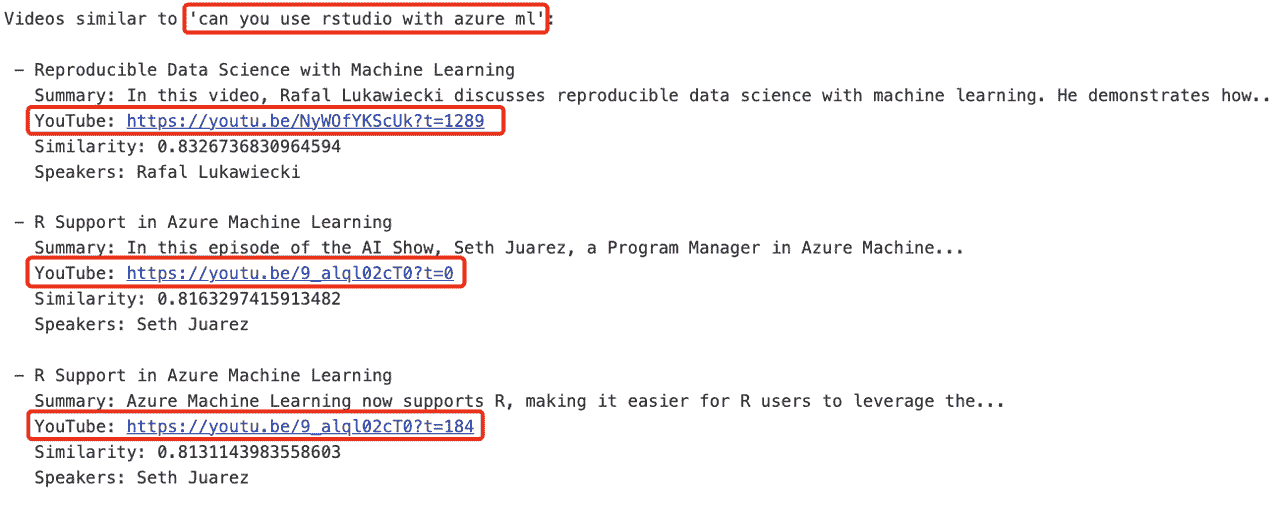 Videos similar to 'can you use rstudio with azure ml':
– Reproducible Data Science with Machine Learning
Summary: In this video, Rafal Lukawiecki discusses reproducible data science with machine learning. He demonstrates how..
YouTube: https://youtu.be/NyWOfYKScUk?t=1289
Similarity: 0.8326736830964594
Speakers: Rafal Lukawiecki
– R Support in Azure Machine Learning
Summary: In this episode of the AI Show, Seth Juarez, a Program Manager in Azure Machine...
YouTube: https://youtu.be/9_alql02cT0?t=0
Similarity: 0.8163297415913482
Speakers: Seth Juarez
– R Support in Azure Machine Learning
Summary: Azure Machine Learning now supports R, making it easier for R users to leverage the...
YouTube: https://youtu.be/9_alql02cT0?t=184
Similarity: 0.8131143983558603
Speakers: Seth Juarez